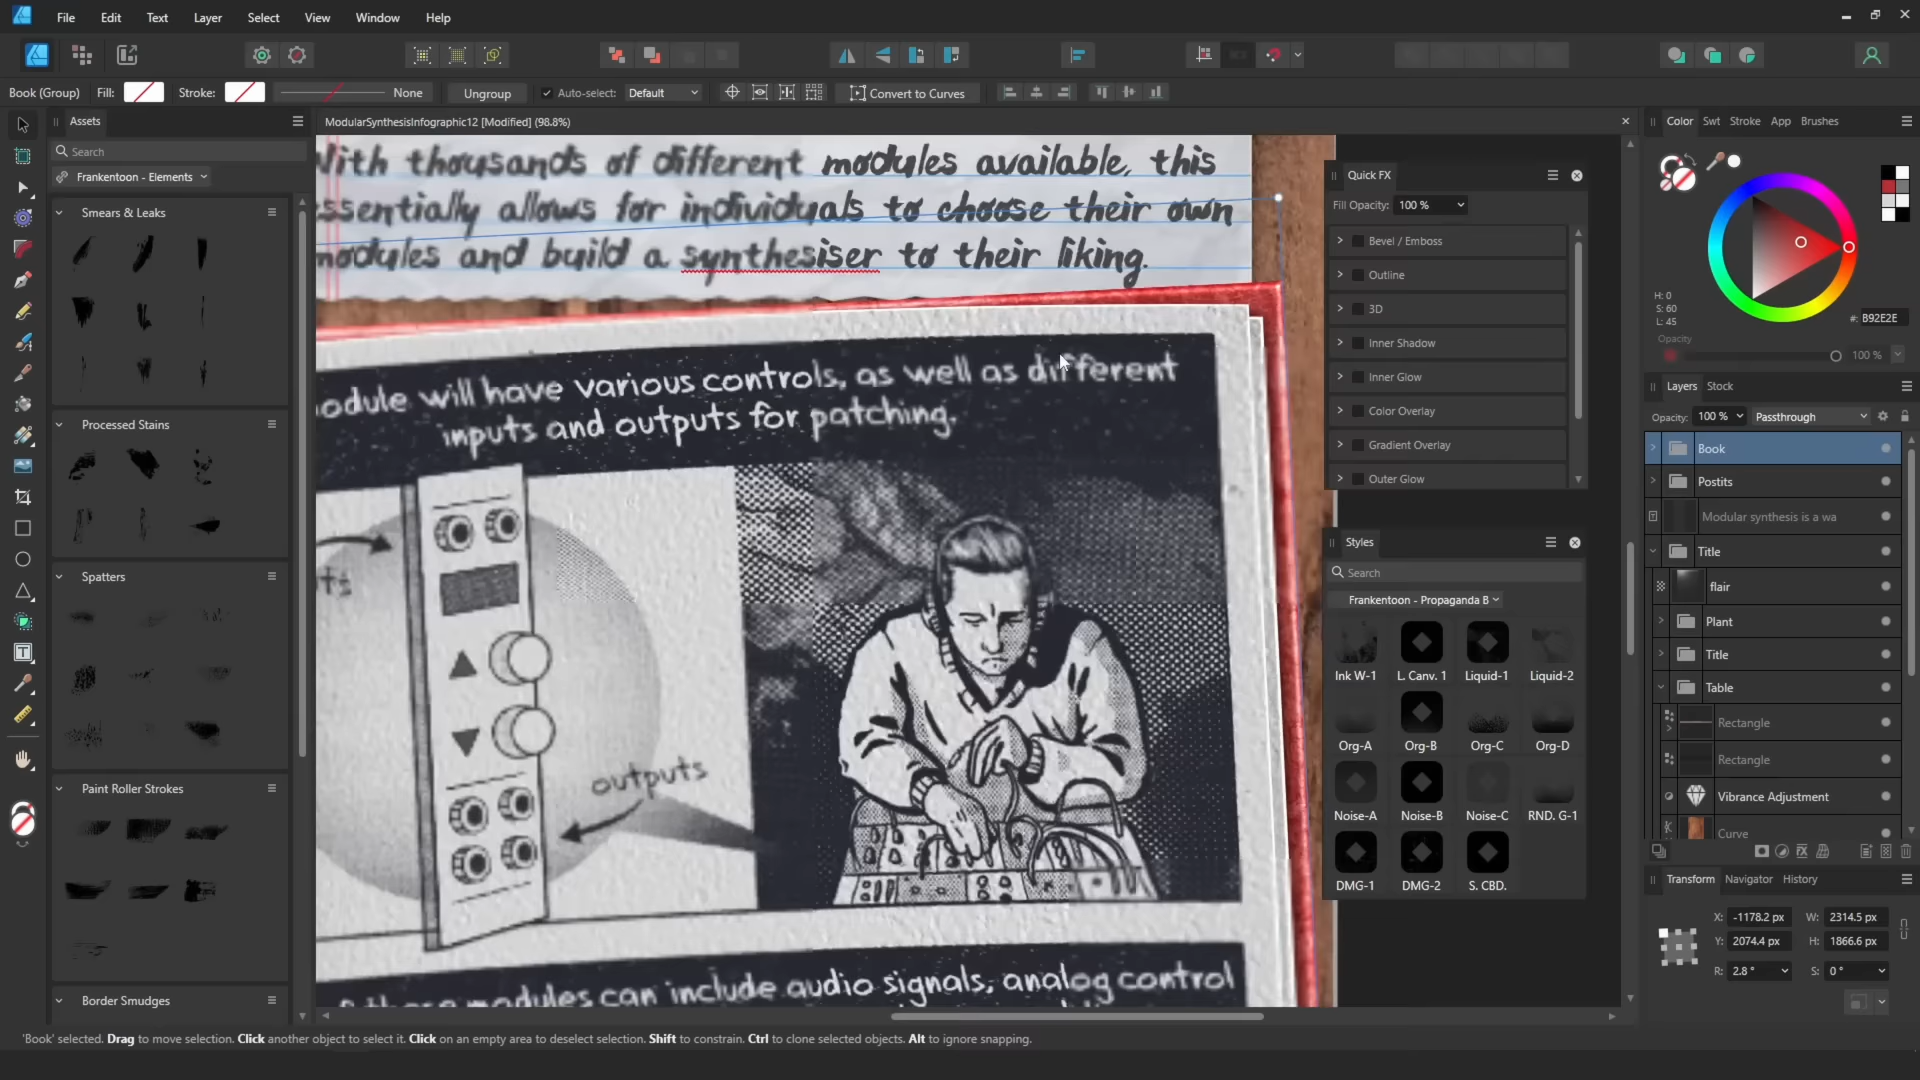 File Edit Text Layer Select View Window Help
Book (Group) Fill: Stroke: None Ungroup Auto-select: Default Convert to Curves
Assets
Search
Frankentoon - Elements
Smears & Leaks
Processed Stains
Spatters
Paint Roller Strokes
Border Smudges
ModularSynthesisInfographic12 [Modified] (98.8%)
With thousands of different modules available, this
essentially allows for individuals to choose their own
modules and build a synthesiser to their liking.
module will have various controls, as well as different
inputs and outputs for patching.
outputs
modules can include audio signals, analog control
Quick FX
Fill Opacity: 100 %
Bevel / Emboss
Outline
3D
Inner Shadow
Inner Glow
Color Overlay
Gradient Overlay
Outer Glow
Styles
Search
Frankentoon - Propaganda B
Ink W-1 L. Canv. 1 Liquid-1 Liquid-2
Org-A Org-B Org-C Org-D
Noise-A Noise-B Noise-C RND. G-1
DMG-1 DMG-2 S. CBD.
Color Swt Stroke App Brushes
H: 0
S: 60
L: 45
#: B92E2E
Opacity
100 %
Layers Stock
Opacity: 100 % Passthrough
Book
Postits
Modular synthesis is a wa
Title
flair
Plant
Title
Table
Rectangle
Rectangle
Vibrance Adjustment
Curve
Transform Navigator History
X: -1178.2 px W: 2314.5 px
Y: 2074.4 px H: 1866.6 px
R: 2.8 ° S: 0 °
'Book' selected. Drag to move selection. Click another object to select it. Click on an empty area to deselect selection. Shift to constrain. Ctrl to clone selected objects. Alt to ignore snapping.